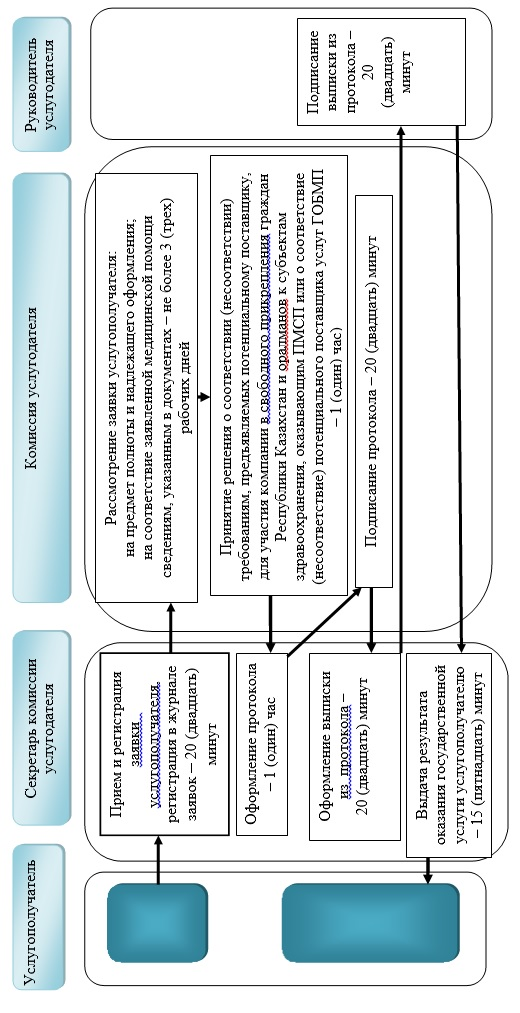 Услугополучатель
Секретарь комиссии
услугодателя
Комиссия услугодателя
Руководитель
услугодателя
Прием и регистрация
заявки
услугополучателя,
регистрация в журнале
заявок – 20 (двадцать)
минут
Рассмотрение заявки услугополучателя:
на предмет полноты и надлежащего оформления;
на соответствие заявленной медицинской помощи
сведениям, указанным в документах – не более 3 (трех)
рабочих дней
Принятие решения о соответствии (несоответствии)
требованиям, предъявляемых потенциальному поставщику,
для участия компании в свободного прикрепления граждан
Республики Казахстан и оралманов к субъектам
здравоохранения, оказывающим ПМСП или о соответствие
(несоответствие) потенциального поставщика услуг ГОБМП
– 1 (один) час)
Оформление протокола
– 1 (один) час
Подписание протокола – 20 (двадцать) минут
Оформление выписки
из протокола –
20 (двадцать) минут
Подписание
выписки из
протокола –
20
(двадцать)
минут
Выдача результата
оказания государственной
услуги услугополучателю
– 15 (пятнадцать) минут